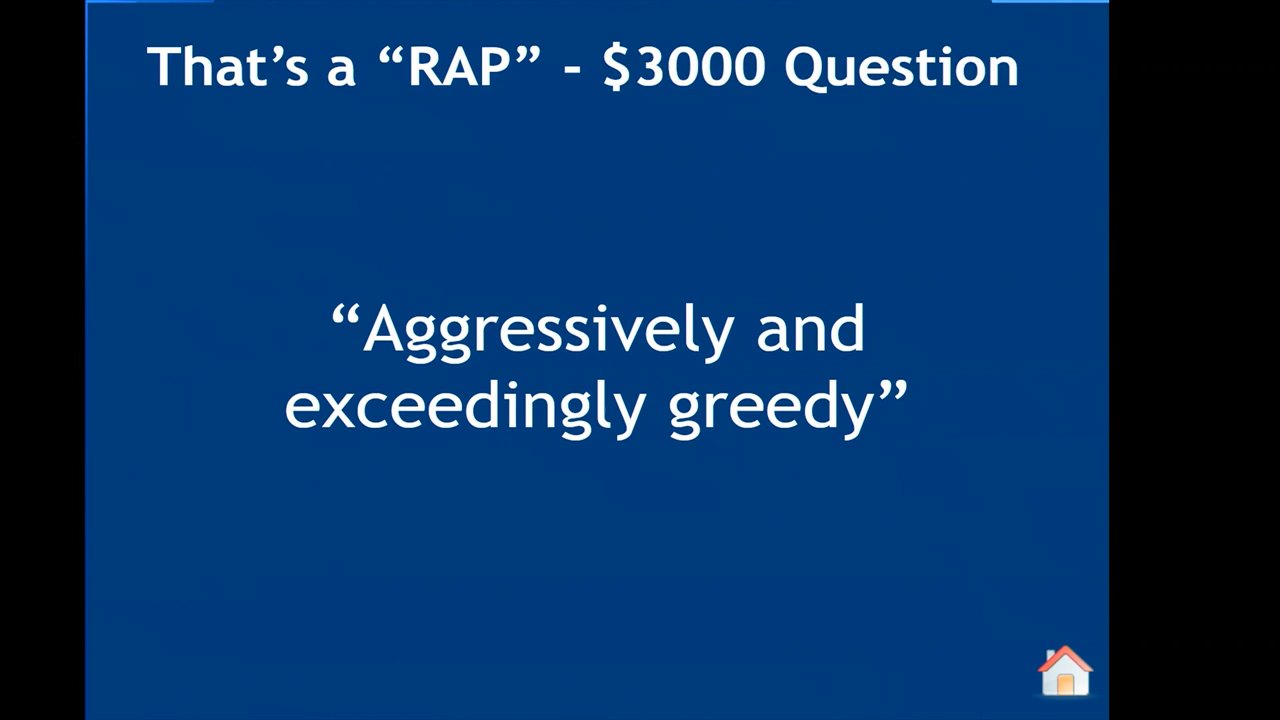 That’s a “RAP” - $3000 Question
“Aggressively and
exceedingly greedy”